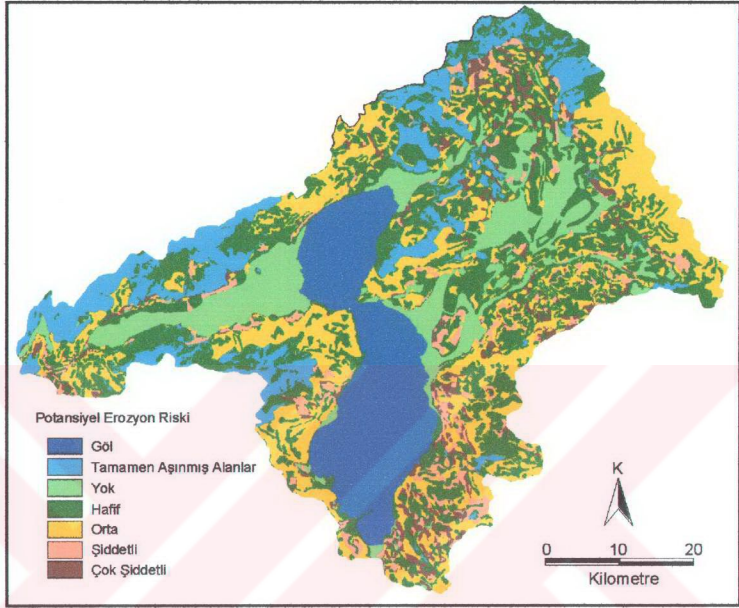 Potansiyel Erozyon Riski
Göl
Tamamen Aşınmış Alanlar
Yok
Hafif
Orta
Şiddetli
Çok Şiddetli
K
0 10 20
Kilometre